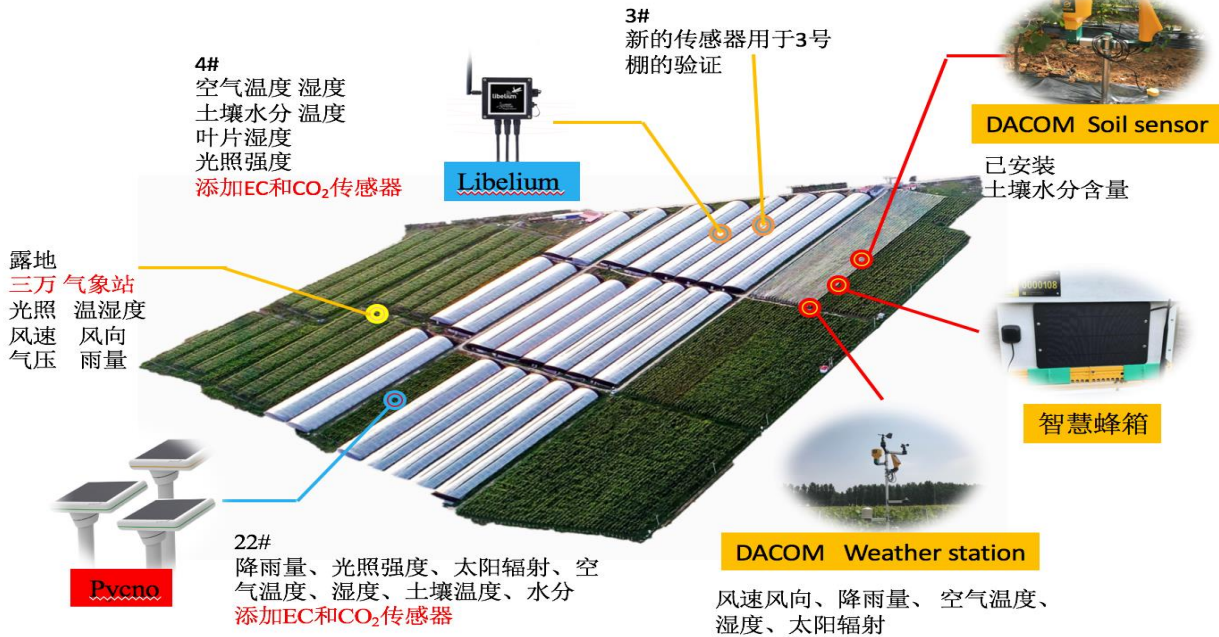 4#
空气温度 湿度
土壤水分 温度
叶片湿度
光照强度
添加EC和CO₂传感器
libelium
Libelium
3#
新的传感器用于3号
棚的验证
DACOM Soil sensor
已安装
土壤水分含量
露地
三万 气象站
光照 温湿度
风速 风向
气压 雨量
0000108
智慧蜂箱
Pvcno
22#
降雨量、光照强度、太阳辐射、空
气温度、湿度、土壤温度、水分
添加EC和CO₂传感器
DACOM Weather station
风速风向、降雨量、 空气温度、
湿度、太阳辐射